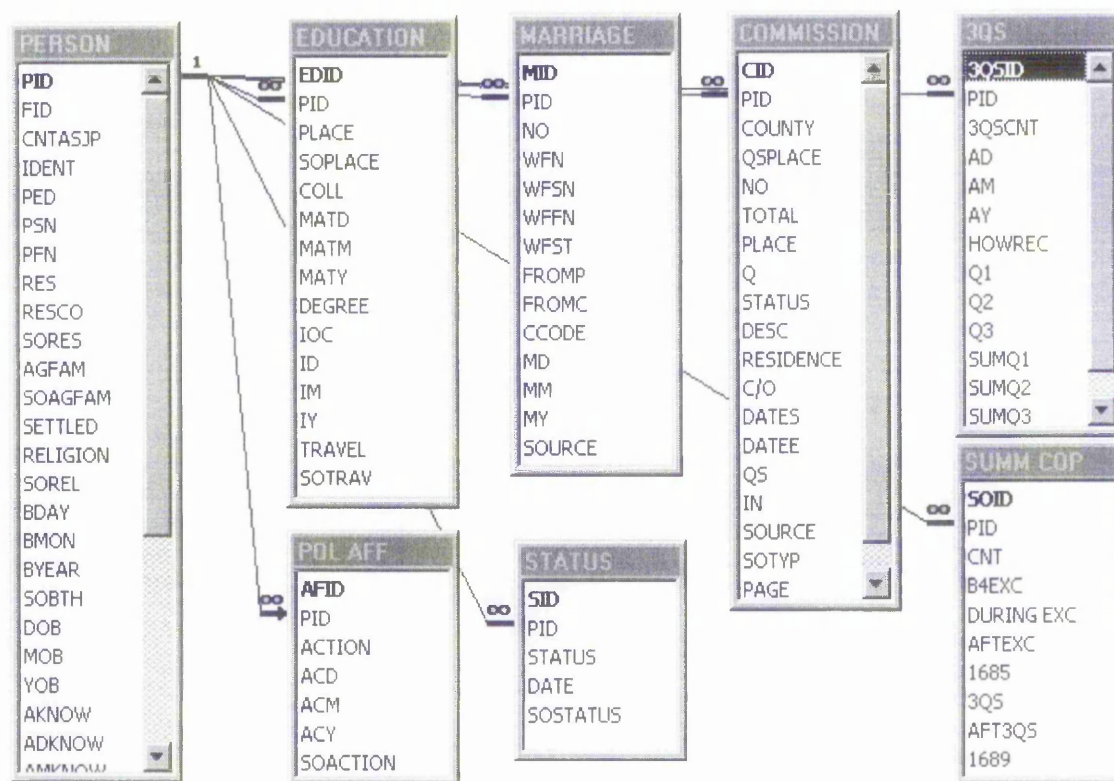 PERSON
PID
FID
CNTASJP
IDENT
PED
PSN
PFN
RES
RESCO
SORES
AGFAM
SOAGFAM
SETTLED
RELIGION
SOREL
BDAY
BMON
BYEAR
SOBTH
DOB
MOB
YOB
AKNOW
ADKNOW
AMKNOW
1
EDUCATION
EDID
PID
PLACE
SOPLACE
COLL
MATD
MATM
MATY
DEGREE
IOC
ID
IM
IY
TRAVEL
SOTRAV
∞
MARRIAGE
MID
PID
NO
WFN
WFSN
WFFN
WFST
FROMP
FROMC
CCODE
MD
MM
MY
SOURCE
∞
COMMISSION
CID
PID
COUNTY
QSPLACE
NO
TOTAL
PLACE
Q
STATUS
DESC
RESIDENCE
C/O
DATES
DATEE
QS
IN
SOURCE
SOTYP
PAGE
∞
3QS
3QSID
PID
3QSCNT
AD
AM
AY
HOWREC
Q1
Q2
Q3
SUMQ1
SUMQ2
SUMQ3
∞
POL AFF
AFID
PID
ACTION
ACD
ACM
ACY
SOACTION
∞
STATUS
SID
PID
STATUS
DATE
SOSTATUS
∞
SUMM COP
SOID
PID
CNT
B4EXC
DURING EXC
AFTEXC
1685
3QS
AFT3QS
1689
∞